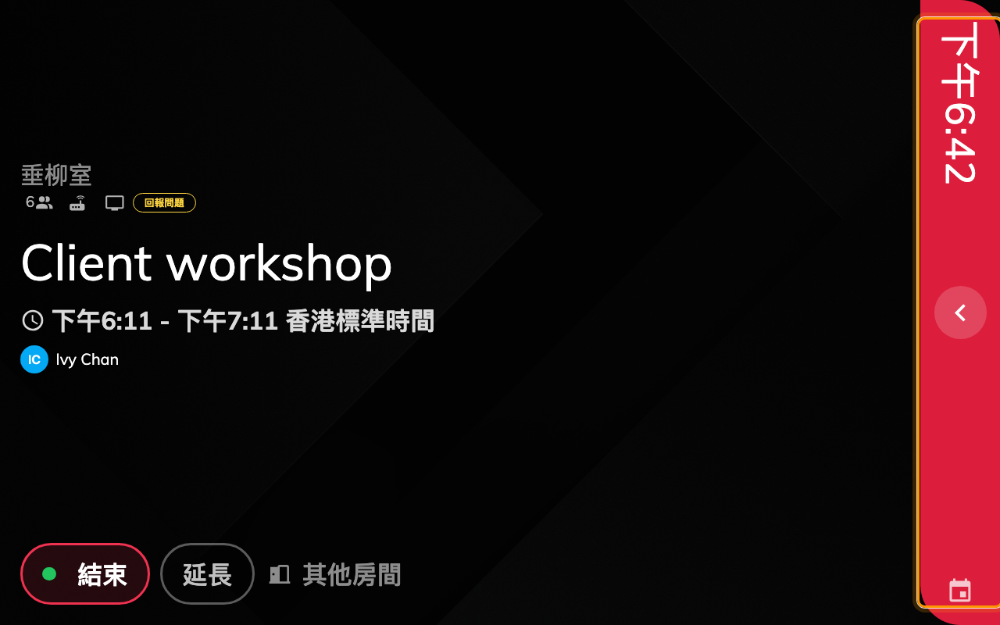 垂柳室
6
回報問題
Client workshop
下午6:11 - 下午7:11 香港標準時間
IC Ivy Chan
結束
延長
其他房間
下午6:42